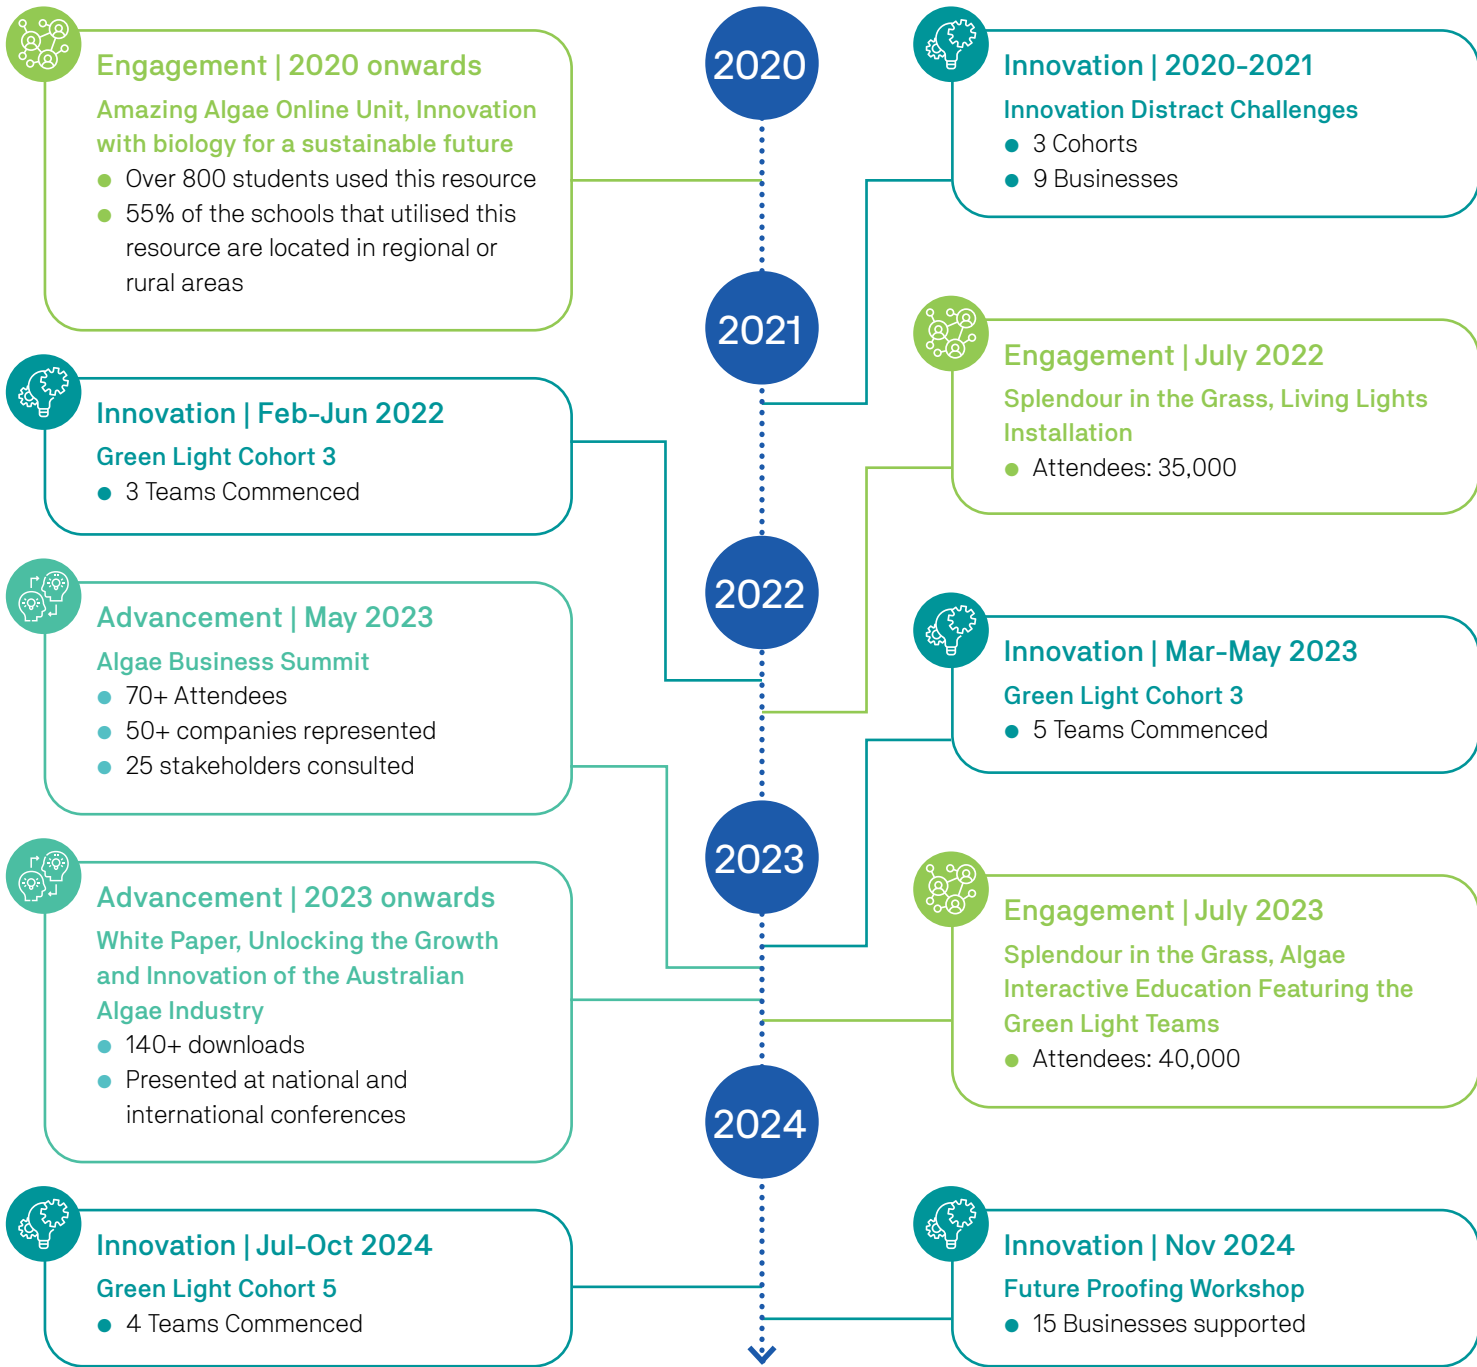 2020
Engagement | 2020 onwards
Amazing Algae Online Unit, Innovation
with biology for a sustainable future
Over 800 students used this resource
55% of the schools that utilised this
resource are located in regional or
rural areas
Innovation | 2020-2021
Innovation Distract Challenges
3 Cohorts
9 Businesses
2021
Innovation | Feb-Jun 2022
Green Light Cohort 3
3 Teams Commenced
Engagement | July 2022
Splendour in the Grass, Living Lights
Installation
Attendees: 35,000
2022
Advancement | May 2023
Algae Business Summit
70+ Attendees
50+ companies represented
25 stakeholders consulted
Innovation | Mar-May 2023
Green Light Cohort 3
5 Teams Commenced
2023
Advancement | 2023 onwards
White Paper, Unlocking the Growth
and Innovation of the Australian
Algae Industry
140+ downloads
Presented at national and
international conferences
Engagement | July 2023
Splendour in the Grass, Algae
Interactive Education Featuring the
Green Light Teams
Attendees: 40,000
2024
Innovation | Jul-Oct 2024
Green Light Cohort 5
4 Teams Commenced
Innovation | Nov 2024
Future Proofing Workshop
15 Businesses supported